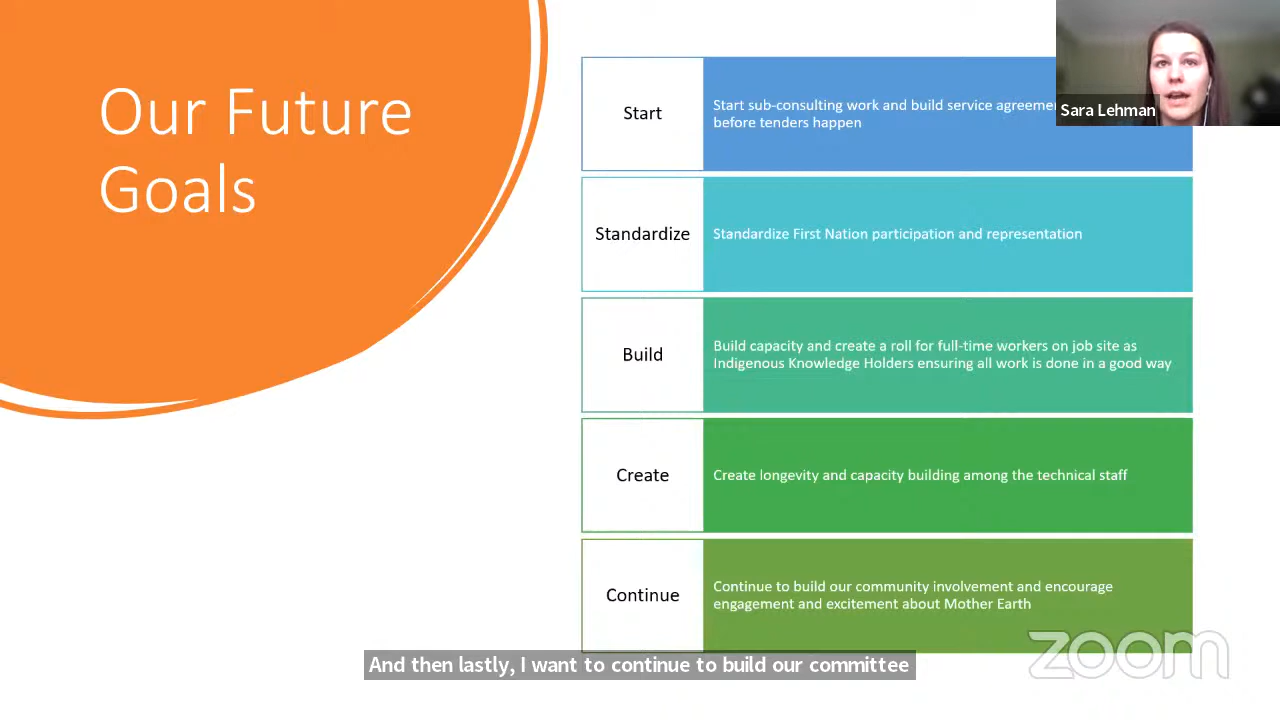 Our Future
Goals
Sara Lehman
Start
Start sub-consulting work and build service
before tenders happen
Standardize
Standardize First Nation participation and representation
Build
Build capacity and create a roll for full-time workers on job site as
Indigenous Knowledge Holders ensuring all work is done in a good way
Create
Create longevity and capacity building among the technical staff
Continue
Continue to build our community involvement and encourage
engagement and excitement about Mother Earth
zoom
And then lastly, I want to continue to build our committee